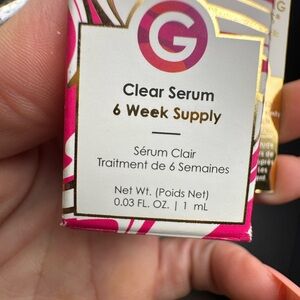 G
Clear Serum
6 Week Supply
Sérum Clair
Traitment de 6 Semaines
Net Wt. (Poids Net)
0.03 FL. OZ. | 1 mL